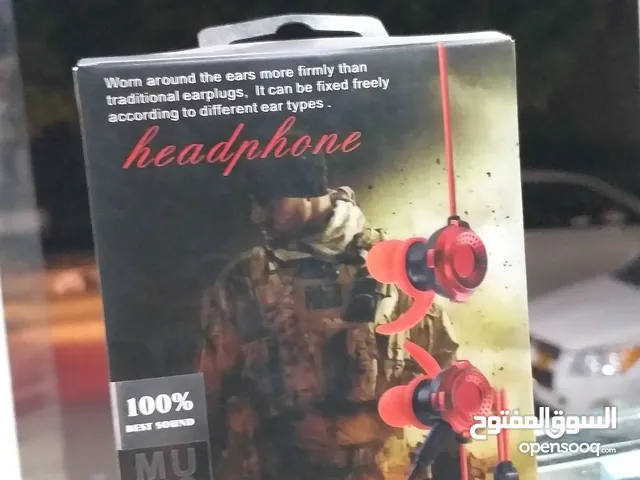 Worn around the ears more firmly than
traditional earplugs, It can be fixed freely
according to different ear types .
headphone
100%
BEST SOUND
MU
السوق المفتوح
opensooq.com